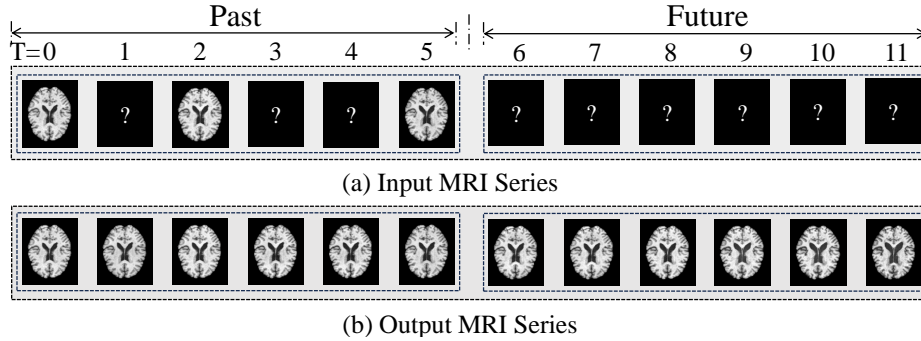 Past Future
T=0 1 2 3 4 5 6 7 8 9 10 11
? ? ? ? ? ? ? ? ?
(a) Input MRI Series
(b) Output MRI Series